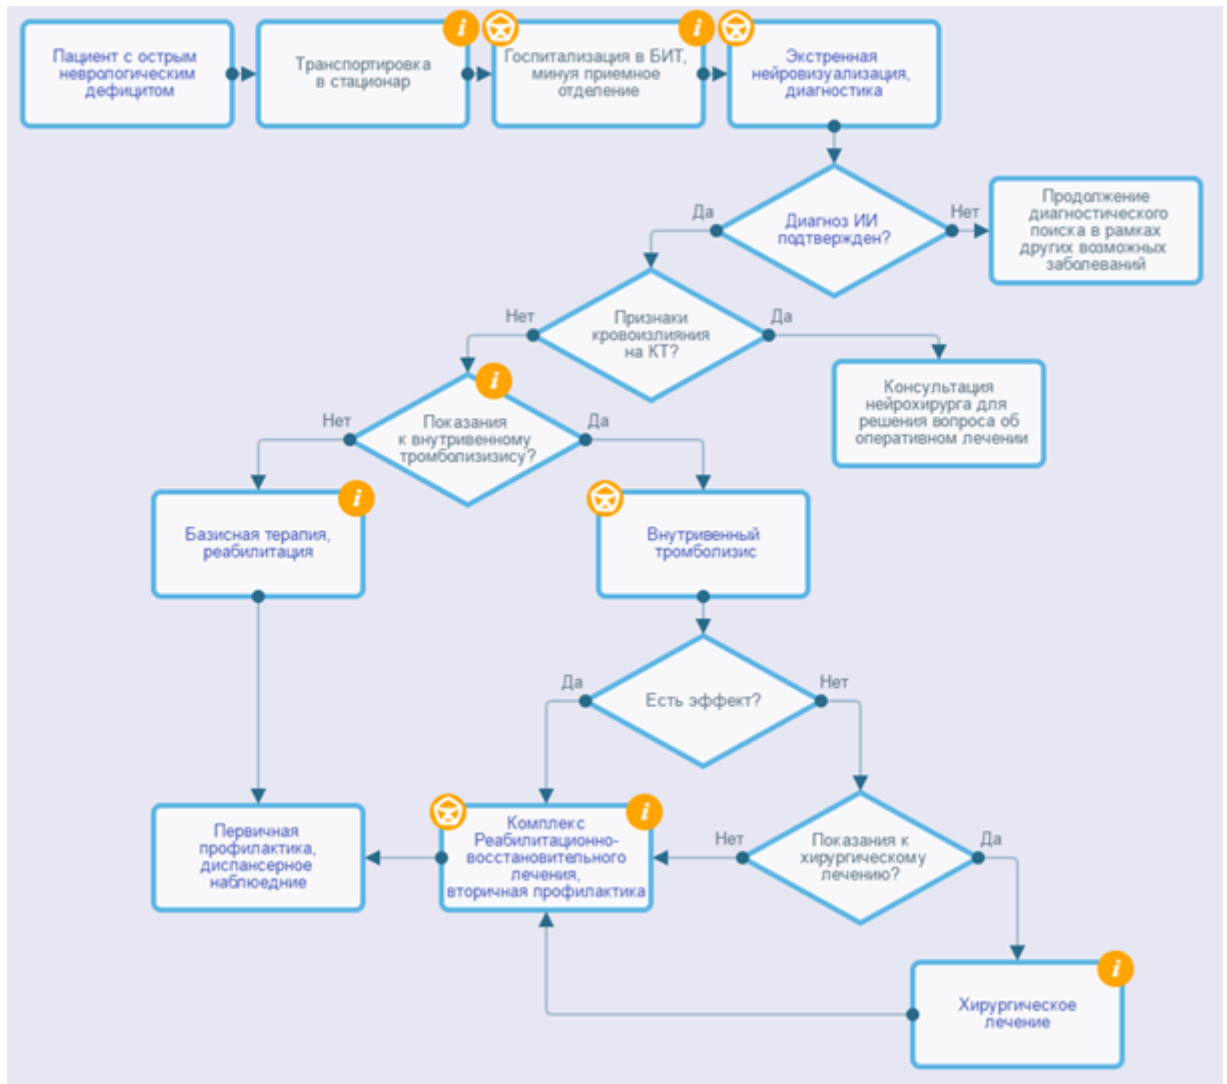 Пациент с острым
неврологическим
дефицитом
Транспортировка
в стационар
i
Госпитализация в БИТ,
минуя приемное
отделение
i
Экстренная
нейровизуализация,
диагностика
Диагноз ИИ
подтвержден?
Да
Нет
Продолжение
диагностического
поиска в рамках
других возможных
заболеваний
Признаки
кровоизлияния
на КТ?
Нет
Да
Консультация
нейрохирурга для
решения вопроса об
оперативном лечении
i
Показания
к внутривенному
тромболизизису?
Нет
Да
i
Базисная терапия,
реабилитация
Внутривенный
тромболизис
Есть эффект?
Да
Нет
Первичная
профилактика,
диспансерное
наблюедние
i
Комплекс
Реабилитационно-
восстановительного
лечения,
вторичная профилактика
Нет
Показания к
хирургическому
лечению?
Да
i
Хирургическое
лечение